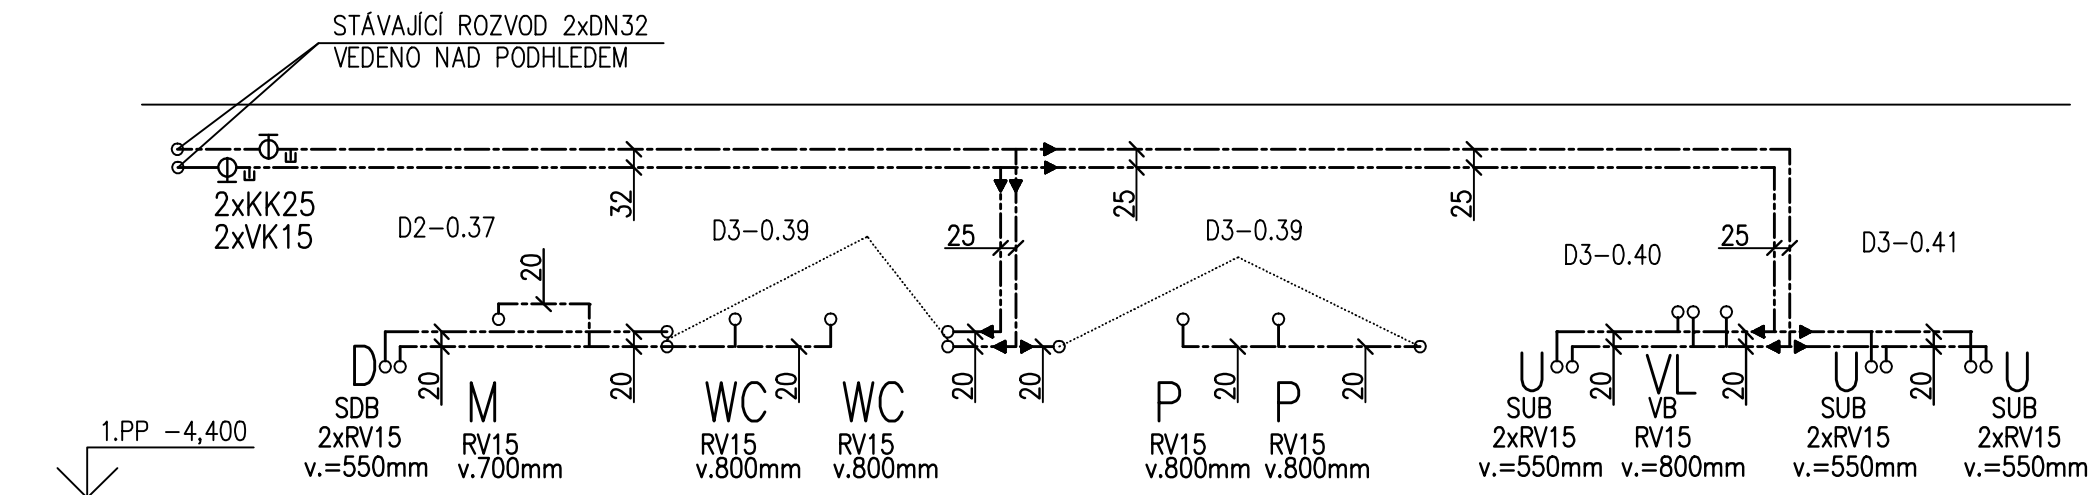 STÁVAJÍCÍ ROZVOD 2xDN32
VEDENO NAD PODHLEDEM
2xKK25
2xVK15
32
25
25
D2-0.37
D3-0.39
25
D3-0.39
D3-0.40
25
D3-0.41
20
20
20
20
20
20
20
20
20
20
20
D
SDB
2xRV15
v.=550mm
M
RV15
v.700mm
WC
RV15
v.800mm
WC
RV15
v.800mm
P
RV15
v.800mm
P
RV15
v.800mm
U
SUB
2xRV15
v.=550mm
VL
VB
RV15
v.=800mm
U
SUB
2xRV15
v.=550mm
U
SUB
2xRV15
v.=550mm
1.PP -4,400